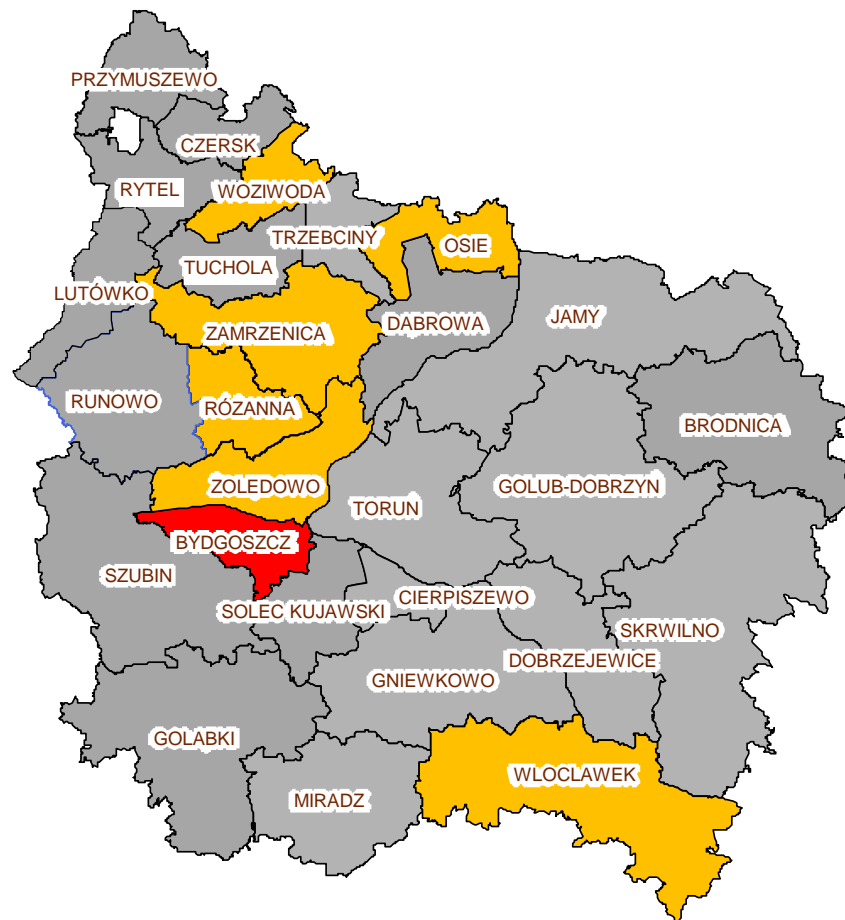 PRZYMUSZEWO
CZERSK
RYTEL
WOZIWODA
TRZEBCINY
OSIE
TUCHOLA
LUTÓWKO
JAMY
DABROWA
ZAMRZENICA
RUNOWO
RÓZANNA
BRODNICA
ZOLEDOWO
GOLUB-DOBRZYN
TORUN
BYDGOSZCZ
SZUBIN
CIERPISZEWO
SOLEC KUJAWSKI
SKRWILNO
DOBRZEJEWICE
GNIEWKOWO
GOLABKI
WLOCLAWEK
MIRADZ